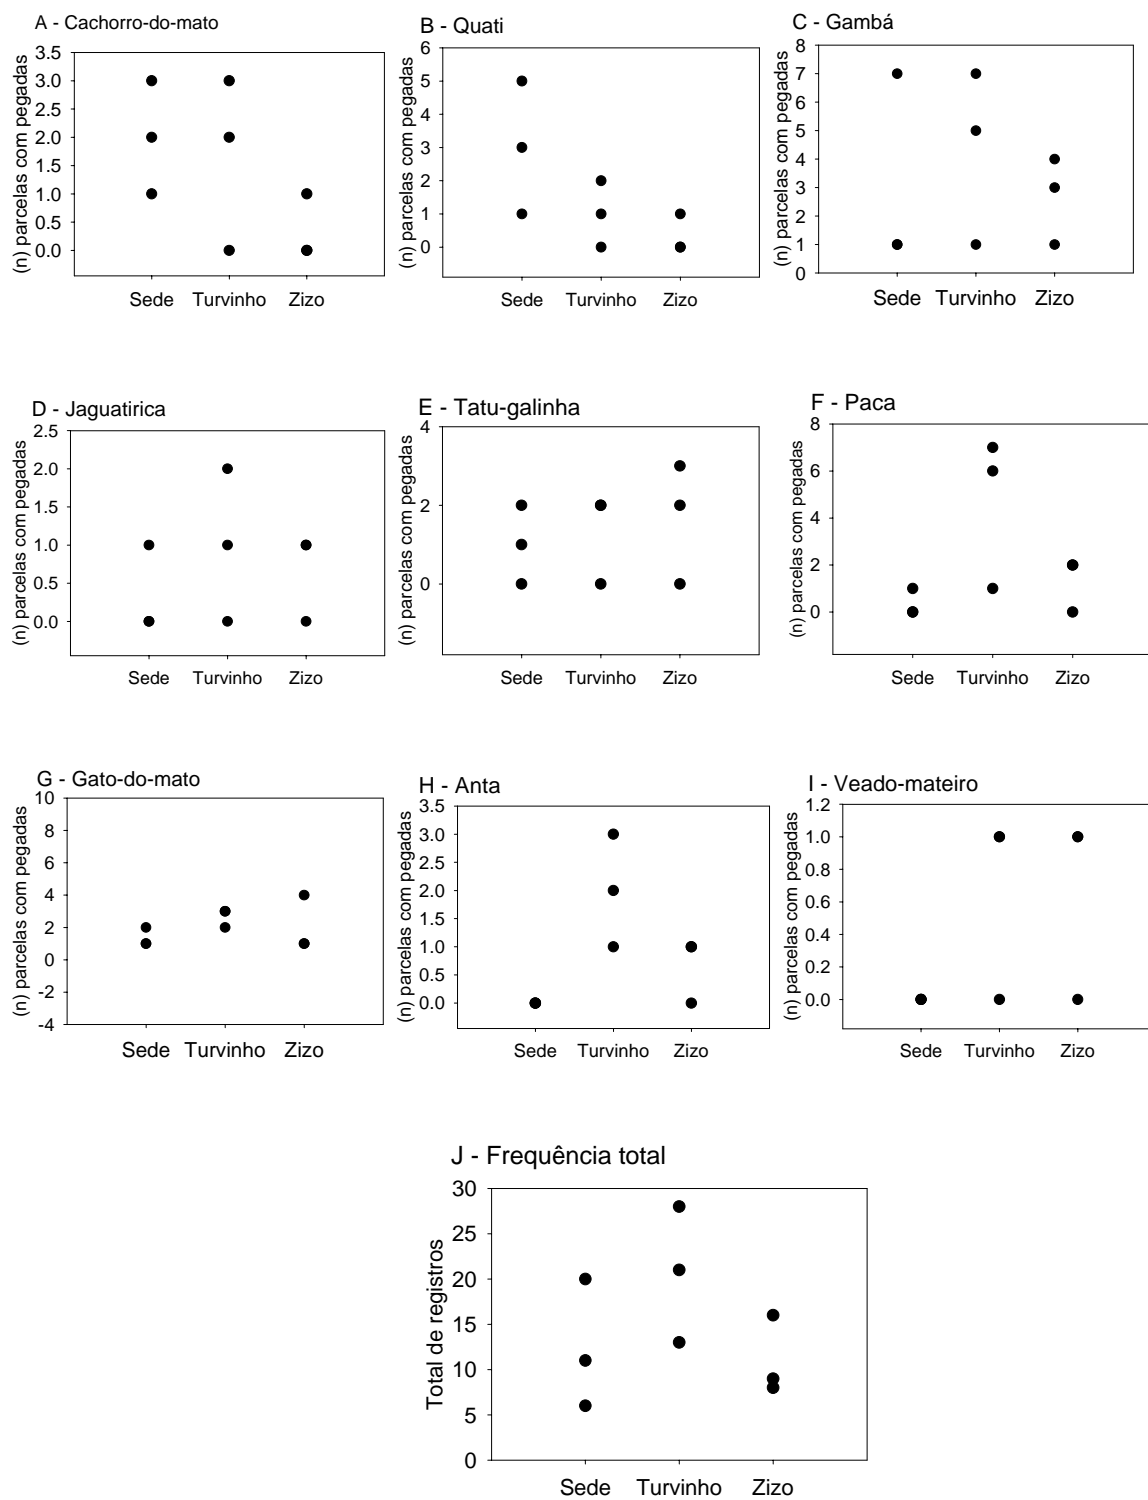 A - Cachorro-do-mato
(n) parcelas com pegadas
3.5
3.0
2.5
2.0
1.5
1.0
0.5
0.0
Sede Turvinho Zizo
B - Quati
(n) parcelas com pegadas
6
5
4
3
2
1
0
Sede Turvinho Zizo
C - Gambá
(n) parcelas com pegadas
8
7
6
5
4
3
2
1
0
Sede Turvinho Zizo
D - Jaguatirica
(n) parcelas com pegadas
2.5
2.0
1.5
1.0
0.5
0.0
Sede Turvinho Zizo
E - Tatu-galinha
(n) parcelas com pegadas
4
2
0
Sede Turvinho Zizo
F - Paca
(n) parcelas com pegadas
8
6
4
2
0
Sede Turvinho Zizo
G - Gato-do-mato
(n) parcelas com pegadas
10
8
6
4
2
0
-2
-4
Sede Turvinho Zizo
H - Anta
(n) parcelas com pegadas
3.5
3.0
2.5
2.0
1.5
1.0
0.5
0.0
Sede Turvinho Zizo
I - Veado-mateiro
(n) parcelas com pegadas
1.2
1.0
0.8
0.6
0.4
0.2
0.0
Sede Turvinho Zizo
J - Frequência total
Total de registros
30
25
20
15
10
5
0
Sede Turvinho Zizo